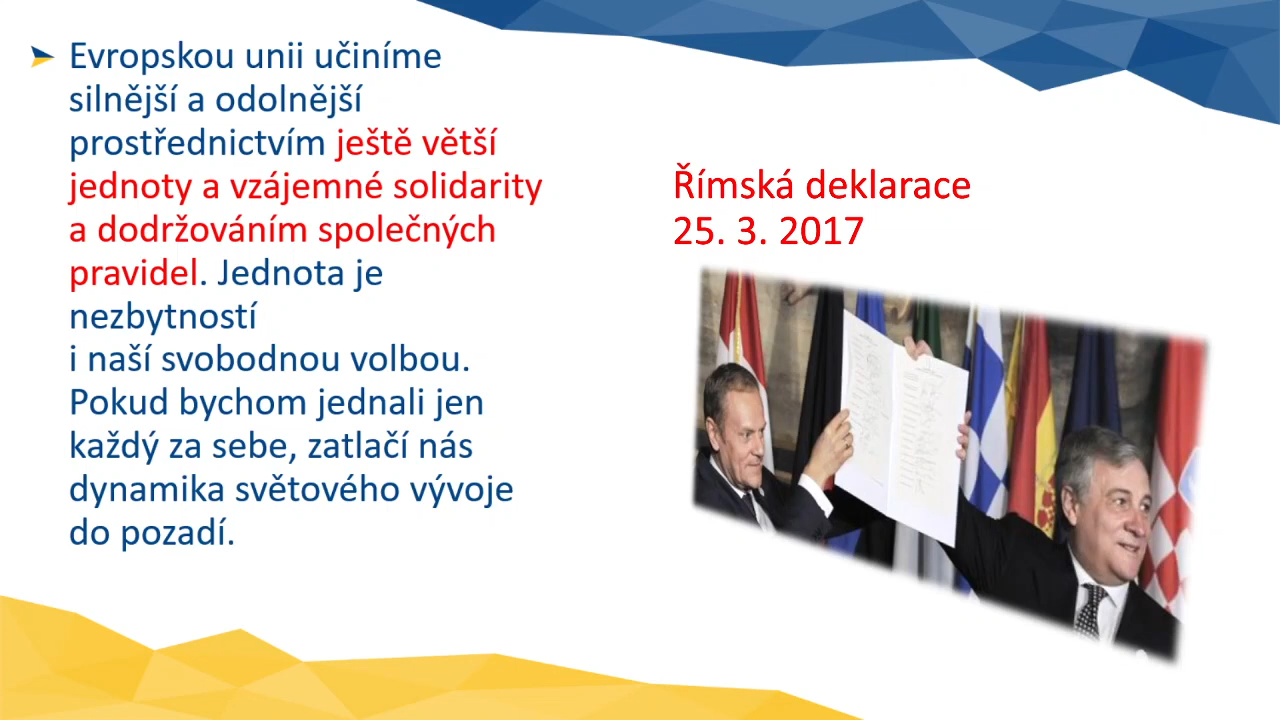 Evropskou unii učiníme
silnější a odolnější
prostřednictvím ještě větší
jednoty a vzájemné solidarity
a dodržováním společných
pravidel. Jednota je
nezbytností
i naší svobodnou volbou.
Pokud bychom jednali jen
každý za sebe, zatlačí nás
dynamika světového vývoje
do pozadí.
Římská deklarace
25. 3. 2017